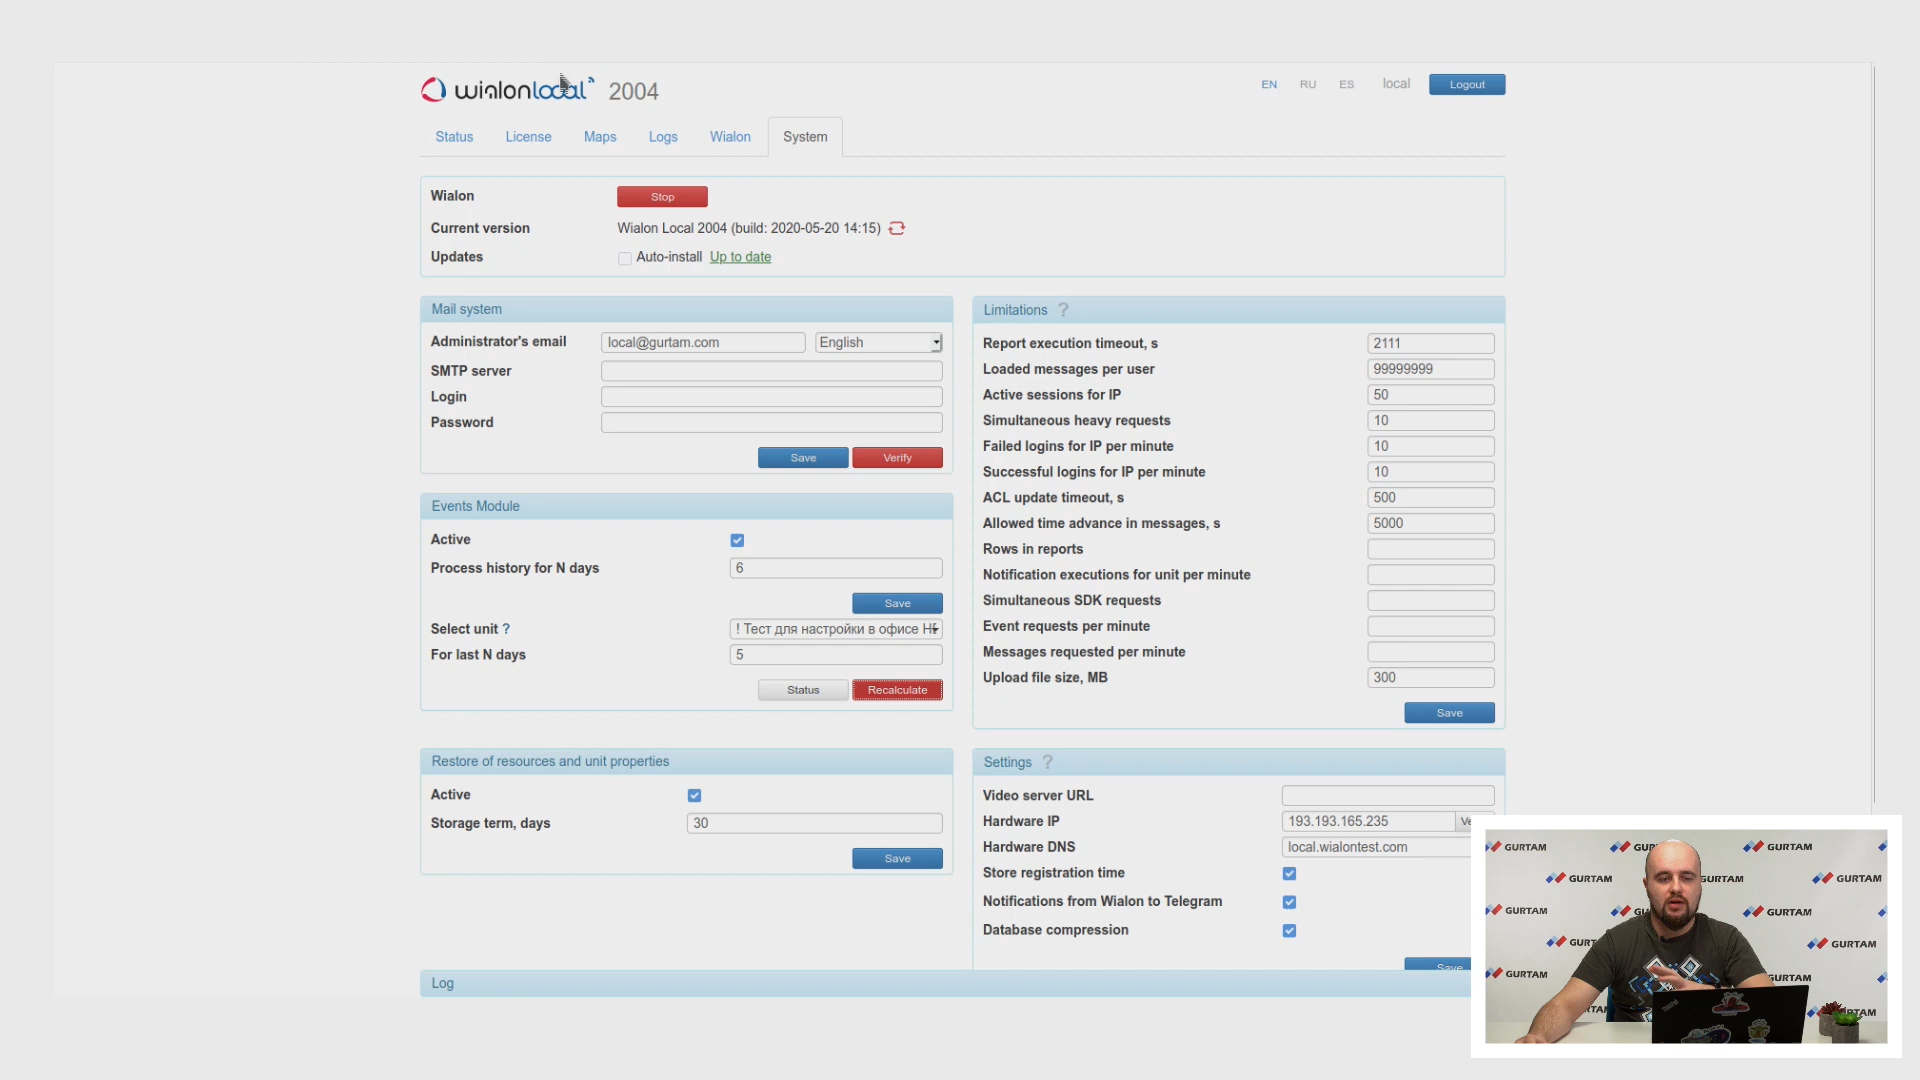 wialonlocal 2004
EN RU ES local Logout
Status License Maps Logs Wialon System
Wialon Stop
Current version Wialon Local 2004 (build: 2020-05-20 14:15)
Updates Auto-install Up to date
Mail system
Administrator's email local@gurtam.com English
SMTP server
Login
Password
Save Verify
Events Module
Active
Process history for N days 6
Save
Select unit ? ! Тест для настройки в офисе
For last N days 5
Status Recalculate
Restore of resources and unit properties
Active
Storage term, days 30
Save
Limitations ?
Report execution timeout, s 2111
Loaded messages per user 99999999
Active sessions for IP 50
Simultaneous heavy requests 10
Failed logins for IP per minute 10
Successful logins for IP per minute 10
ACL update timeout, s 500
Allowed time advance in messages, s 5000
Rows in reports
Notification executions for unit per minute
Simultaneous SDK requests
Event requests per minute
Messages requested per minute
Upload file size, MB 300
Save
Settings ?
Video server URL
Hardware IP 193.193.165.235
Hardware DNS local.wialontest.com
Store registration time
Notifications from Wialon to Telegram
Database compression
Save
Log
GURTAM GURTAM
GURTAM GURTAM GURTAM
GURTAM GURTAM
GURTAM
GURTAM GURTAM